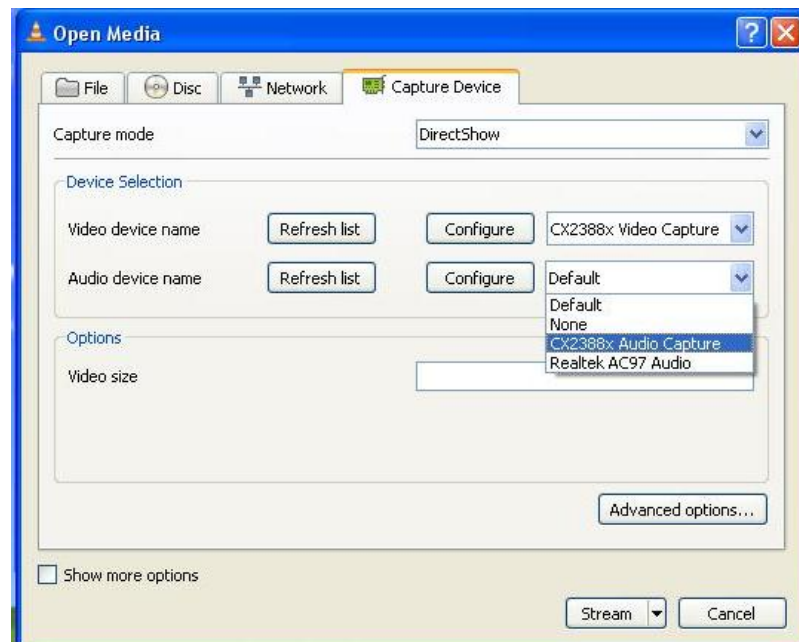 Open Media
File Disc Network Capture Device
Capture mode DirectShow
Device Selection
Video device name Refresh list Configure CX2388x Video Capture
Audio device name Refresh list Configure Default
Default
None
Options
CX2388x Audio Capture
Realtek AC97 Audio
Video size
Advanced options...
Show more options
Stream Cancel